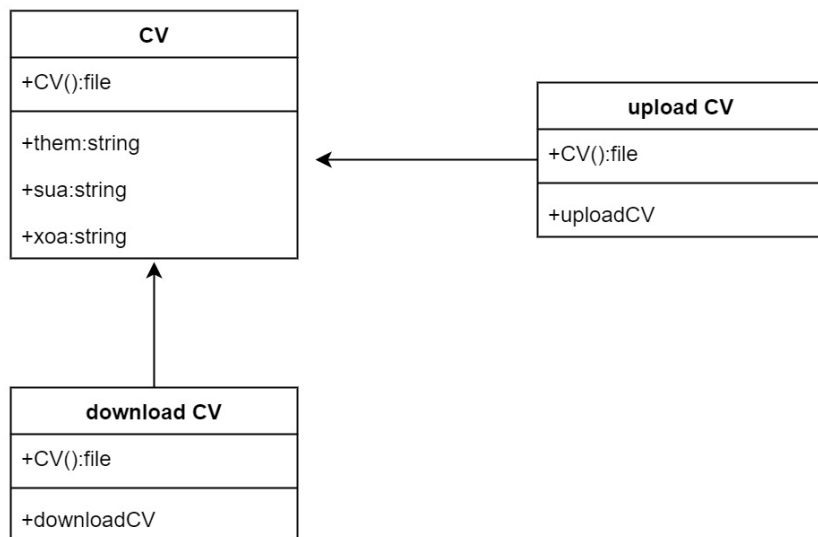 CV
+CV():file
+them:string
+sua:string
+xoa:string
upload CV
+CV():file
+uploadCV
download CV
+CV():file
+downloadCV